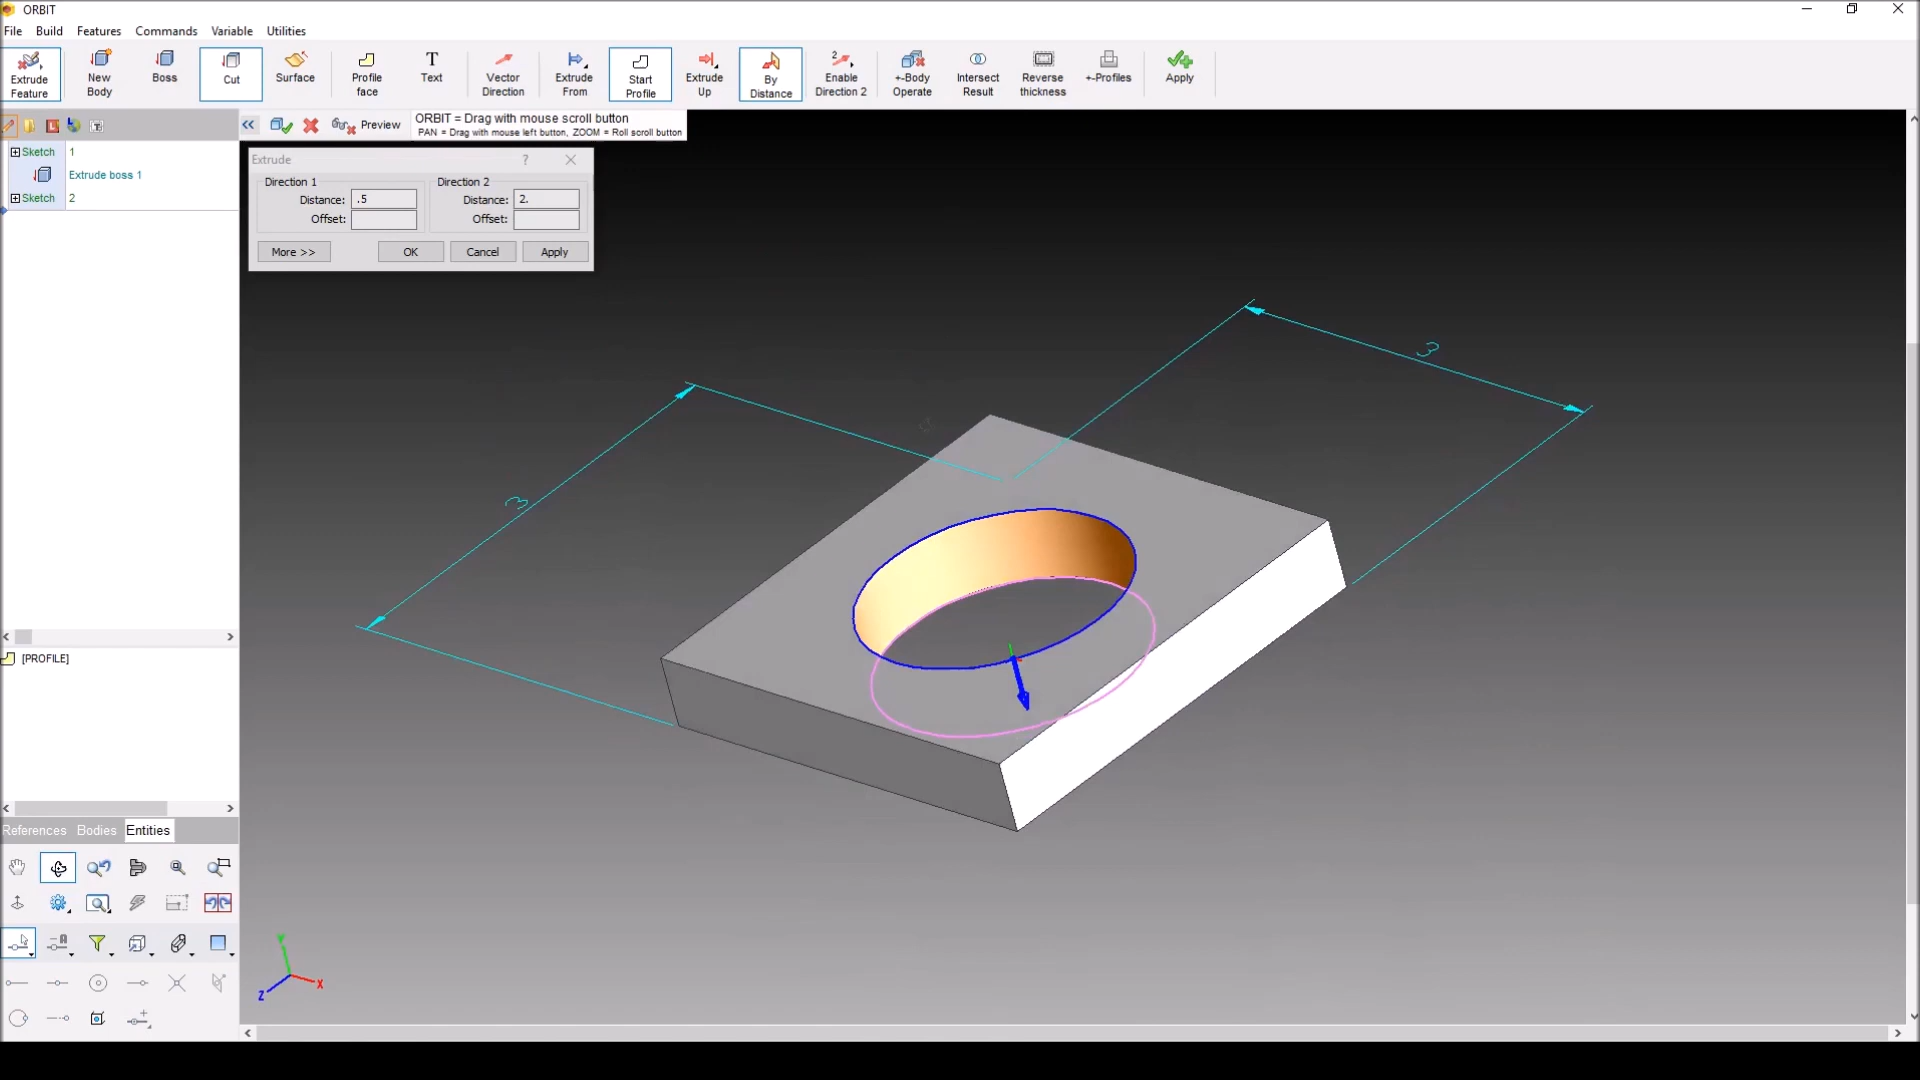 ORBIT
File Build Features Commands Variable Utilities
Extrude Feature
New Body
Boss
Cut
Surface
Profile face
Text
Vector Direction
Extrude From
Start Profile
Extrude Up
By Distance
2
Enable Direction 2
+-Body Operate
Intersect Result
Reverse thickness
+-Profiles
Apply
Preview
ORBIT = Drag with mouse scroll button
PAN = Drag with mouse left button, ZOOM = Roll scroll button
Sketch 1
Extrude boss 1
Sketch 2
Extrude ?
Direction 1 Direction 2
Distance: .5 Distance: 2.
Offset: Offset:
More >> OK Cancel Apply
3
3
[PROFILE]
References Bodies Entities
Y
X
Z